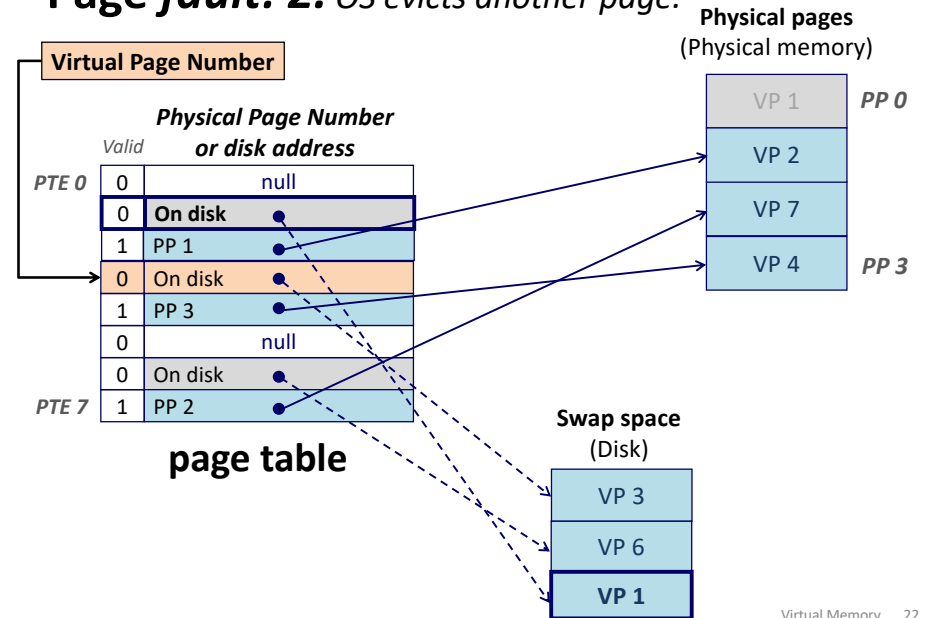 Page fault: 2. OS evicts another page.
Physical pages
(Physical memory)
Virtual Page Number
VP 1 PP 0
Physical Page Number
Valid or disk address
VP 2
PTE 0 0 null
VP 7
0 On disk
1 PP 1
VP 4 PP 3
0 On disk
1 PP 3
0 null
0 On disk
PTE 7 1 PP 2
page table
Swap space
(Disk)
VP 3
VP 6
VP 1
Virtual Memory 22